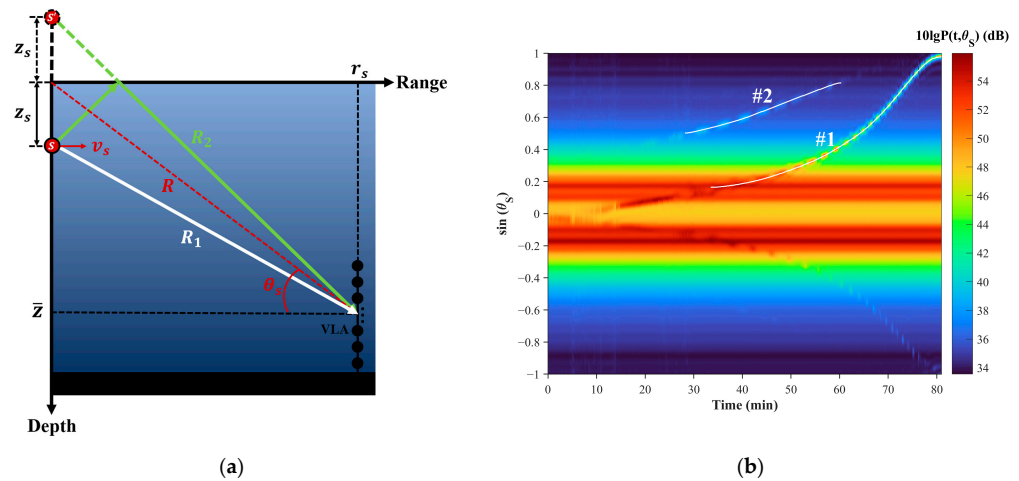 s'
z_s
r_s
Range
z_s
s
v_s
R_2
R
R_1
θ_s
z̄
VLA
Depth
(a)
10lgP(t,θ_S) (dB)
sin (θ_S)
1
0.8
0.6
0.4
0.2
0
−0.2
−0.4
−0.6
−0.8
−1
#2
#1
0 10 20 30 40 50 60 70 80
Time (min)
54
52
50
48
46
44
42
40
38
36
34
(b)